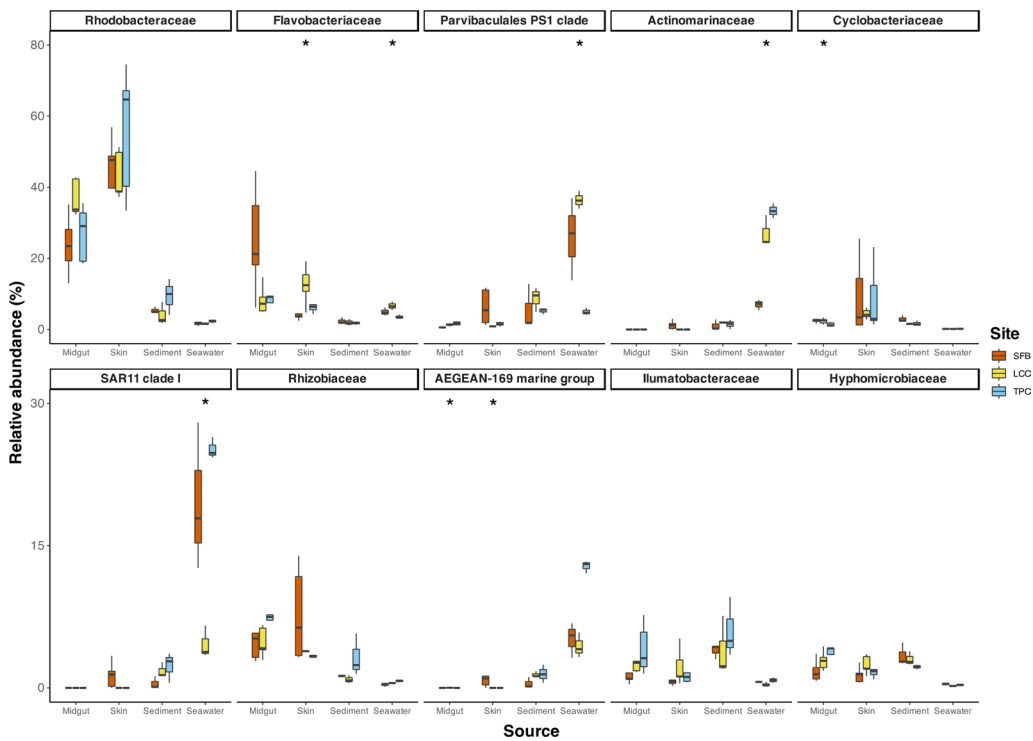 Rhodobacteraceae Flavobacteriaceae Parvibaculales PS1 clade Actinomarinaceae Cyclobacteriaceae
* * * * *
80
60
40
20
0
Midgut Skin Sediment Seawater Midgut Skin Sediment Seawater Midgut Skin Sediment Seawater Midgut Skin Sediment Seawater Midgut Skin Sediment Seawater
Relative abundance (%)
Site
SFB
LCC
TPC
SAR11 clade I Rhizobiaceae AEGEAN-169 marine group Ilumatobacteraceae Hyphomicrobiaceae
* * *
30
15
0
Midgut Skin Sediment Seawater Midgut Skin Sediment Seawater Midgut Skin Sediment Seawater Midgut Skin Sediment Seawater Midgut Skin Sediment Seawater
Source